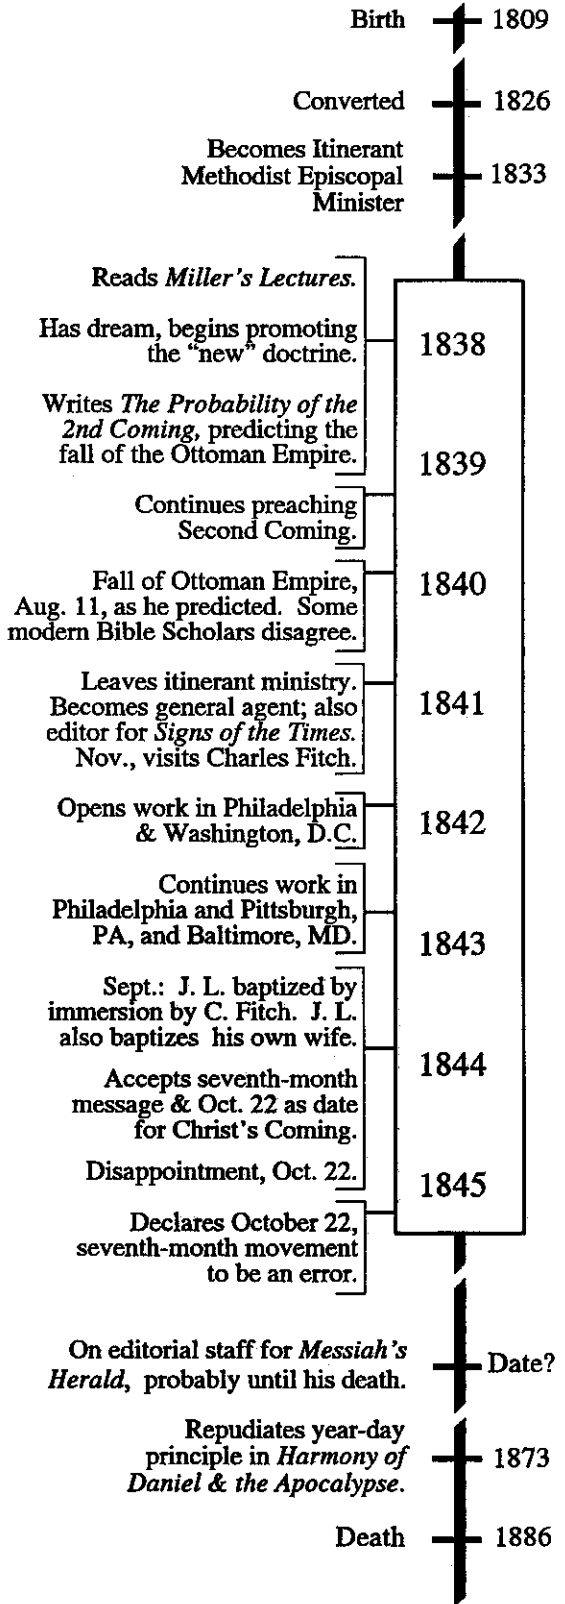 Birth 1809
Converted 1826
Becomes Itinerant
Methodist Episcopal 1833
Minister
Reads Miller's Lectures.
Has dream, begins promoting 1838
the “new” doctrine.
Writes The Probability of the
2nd Coming, predicting the
fall of the Ottoman Empire. 1839
Continues preaching
Second Coming.
Fall of Ottoman Empire, 1840
Aug. 11, as he predicted. Some
modern Bible Scholars disagree.
Leaves itinerant ministry.
Becomes general agent; also 1841
editor for Signs of the Times.
Nov., visits Charles Fitch.
Opens work in Philadelphia 1842
& Washington, D.C.
Continues work in
Philadelphia and Pittsburgh,
PA, and Baltimore, MD. 1843
Sept.: J. L. baptized by
immersion by C. Fitch. J. L.
also baptizes his own wife.
1844
Accepts seventh-month
message & Oct. 22 as date
for Christ's Coming.
Disappointment, Oct. 22. 1845
Declares October 22,
seventh-month movement
to be an error.
On editorial staff for Messiah's Date?
Herald, probably until his death.
Repudiates year-day
principle in Harmony of 1873
Daniel & the Apocalypse.
Death 1886